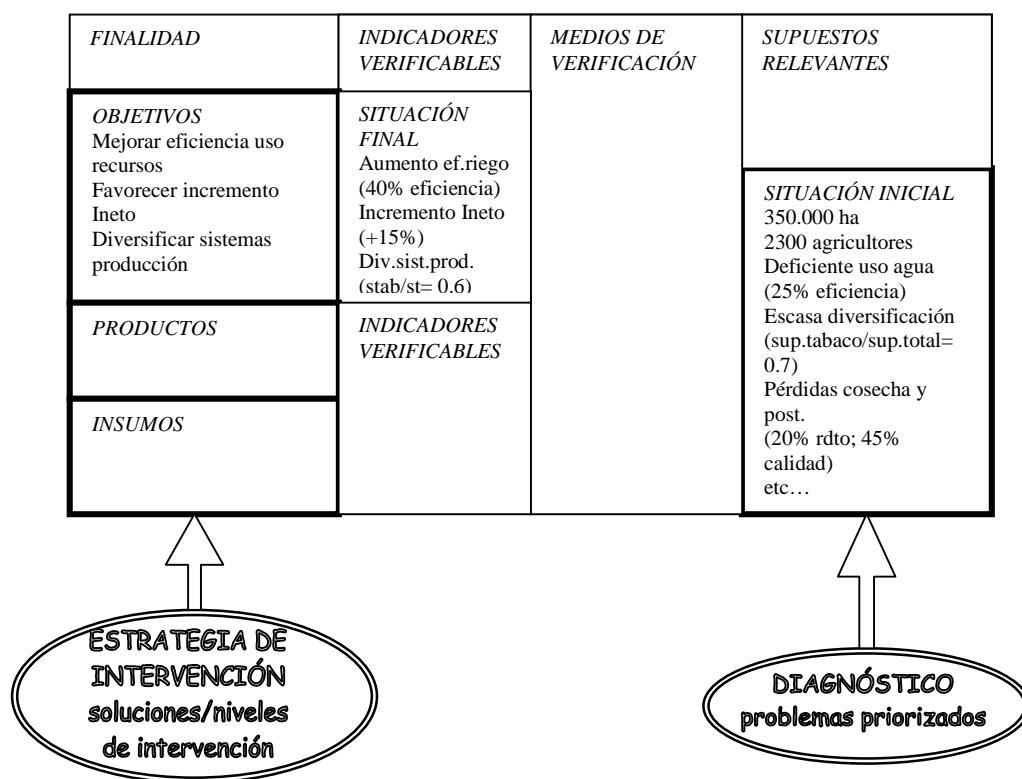 FINALIDAD
INDICADORES
VERIFICABLES
MEDIOS DE
VERIFICACIÓN
SUPUESTOS
RELEVANTES
OBJETIVOS
Mejorar eficiencia uso
recursos
Favorecer incremento
Ineto
Diversificar sistemas
producción
SITUACIÓN
FINAL
Aumento ef.riego
(40% eficiencia)
Incremento Ineto
(+15%)
Div.sist.prod.
(stab/st= 0.6)
SITUACIÓN INICIAL
350.000 ha
2300 agricultores
Deficiente uso agua
(25% eficiencia)
Escasa diversificación
(sup.tabaco/sup.total=
0.7)
Pérdidas cosecha y
post.
(20% rdto; 45%
calidad)
etc…
PRODUCTOS
INDICADORES
VERIFICABLES
INSUMOS
ESTRATEGIA DE
INTERVENCIÓN
soluciones/niveles
de intervención
DIAGNÓSTICO
problemas priorizados